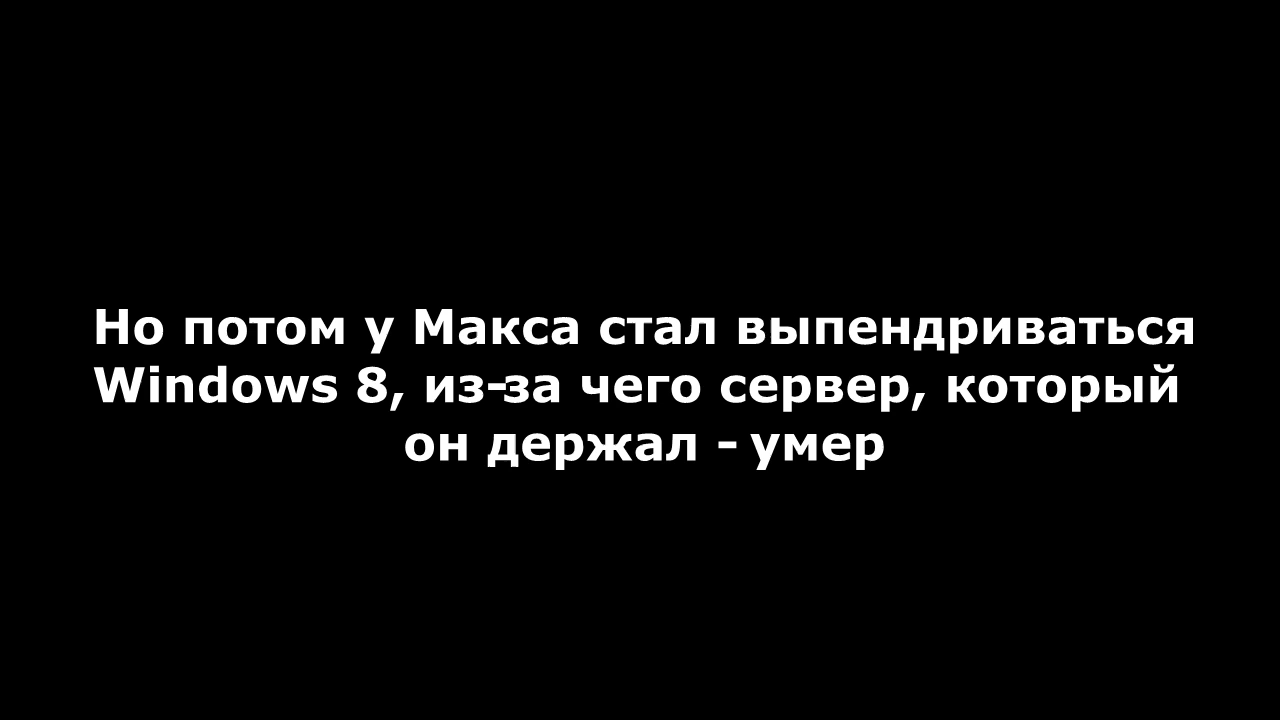 Но потом у Макса стал выпендриваться
Windows 8, из-за чего сервер, который
он держал - умер